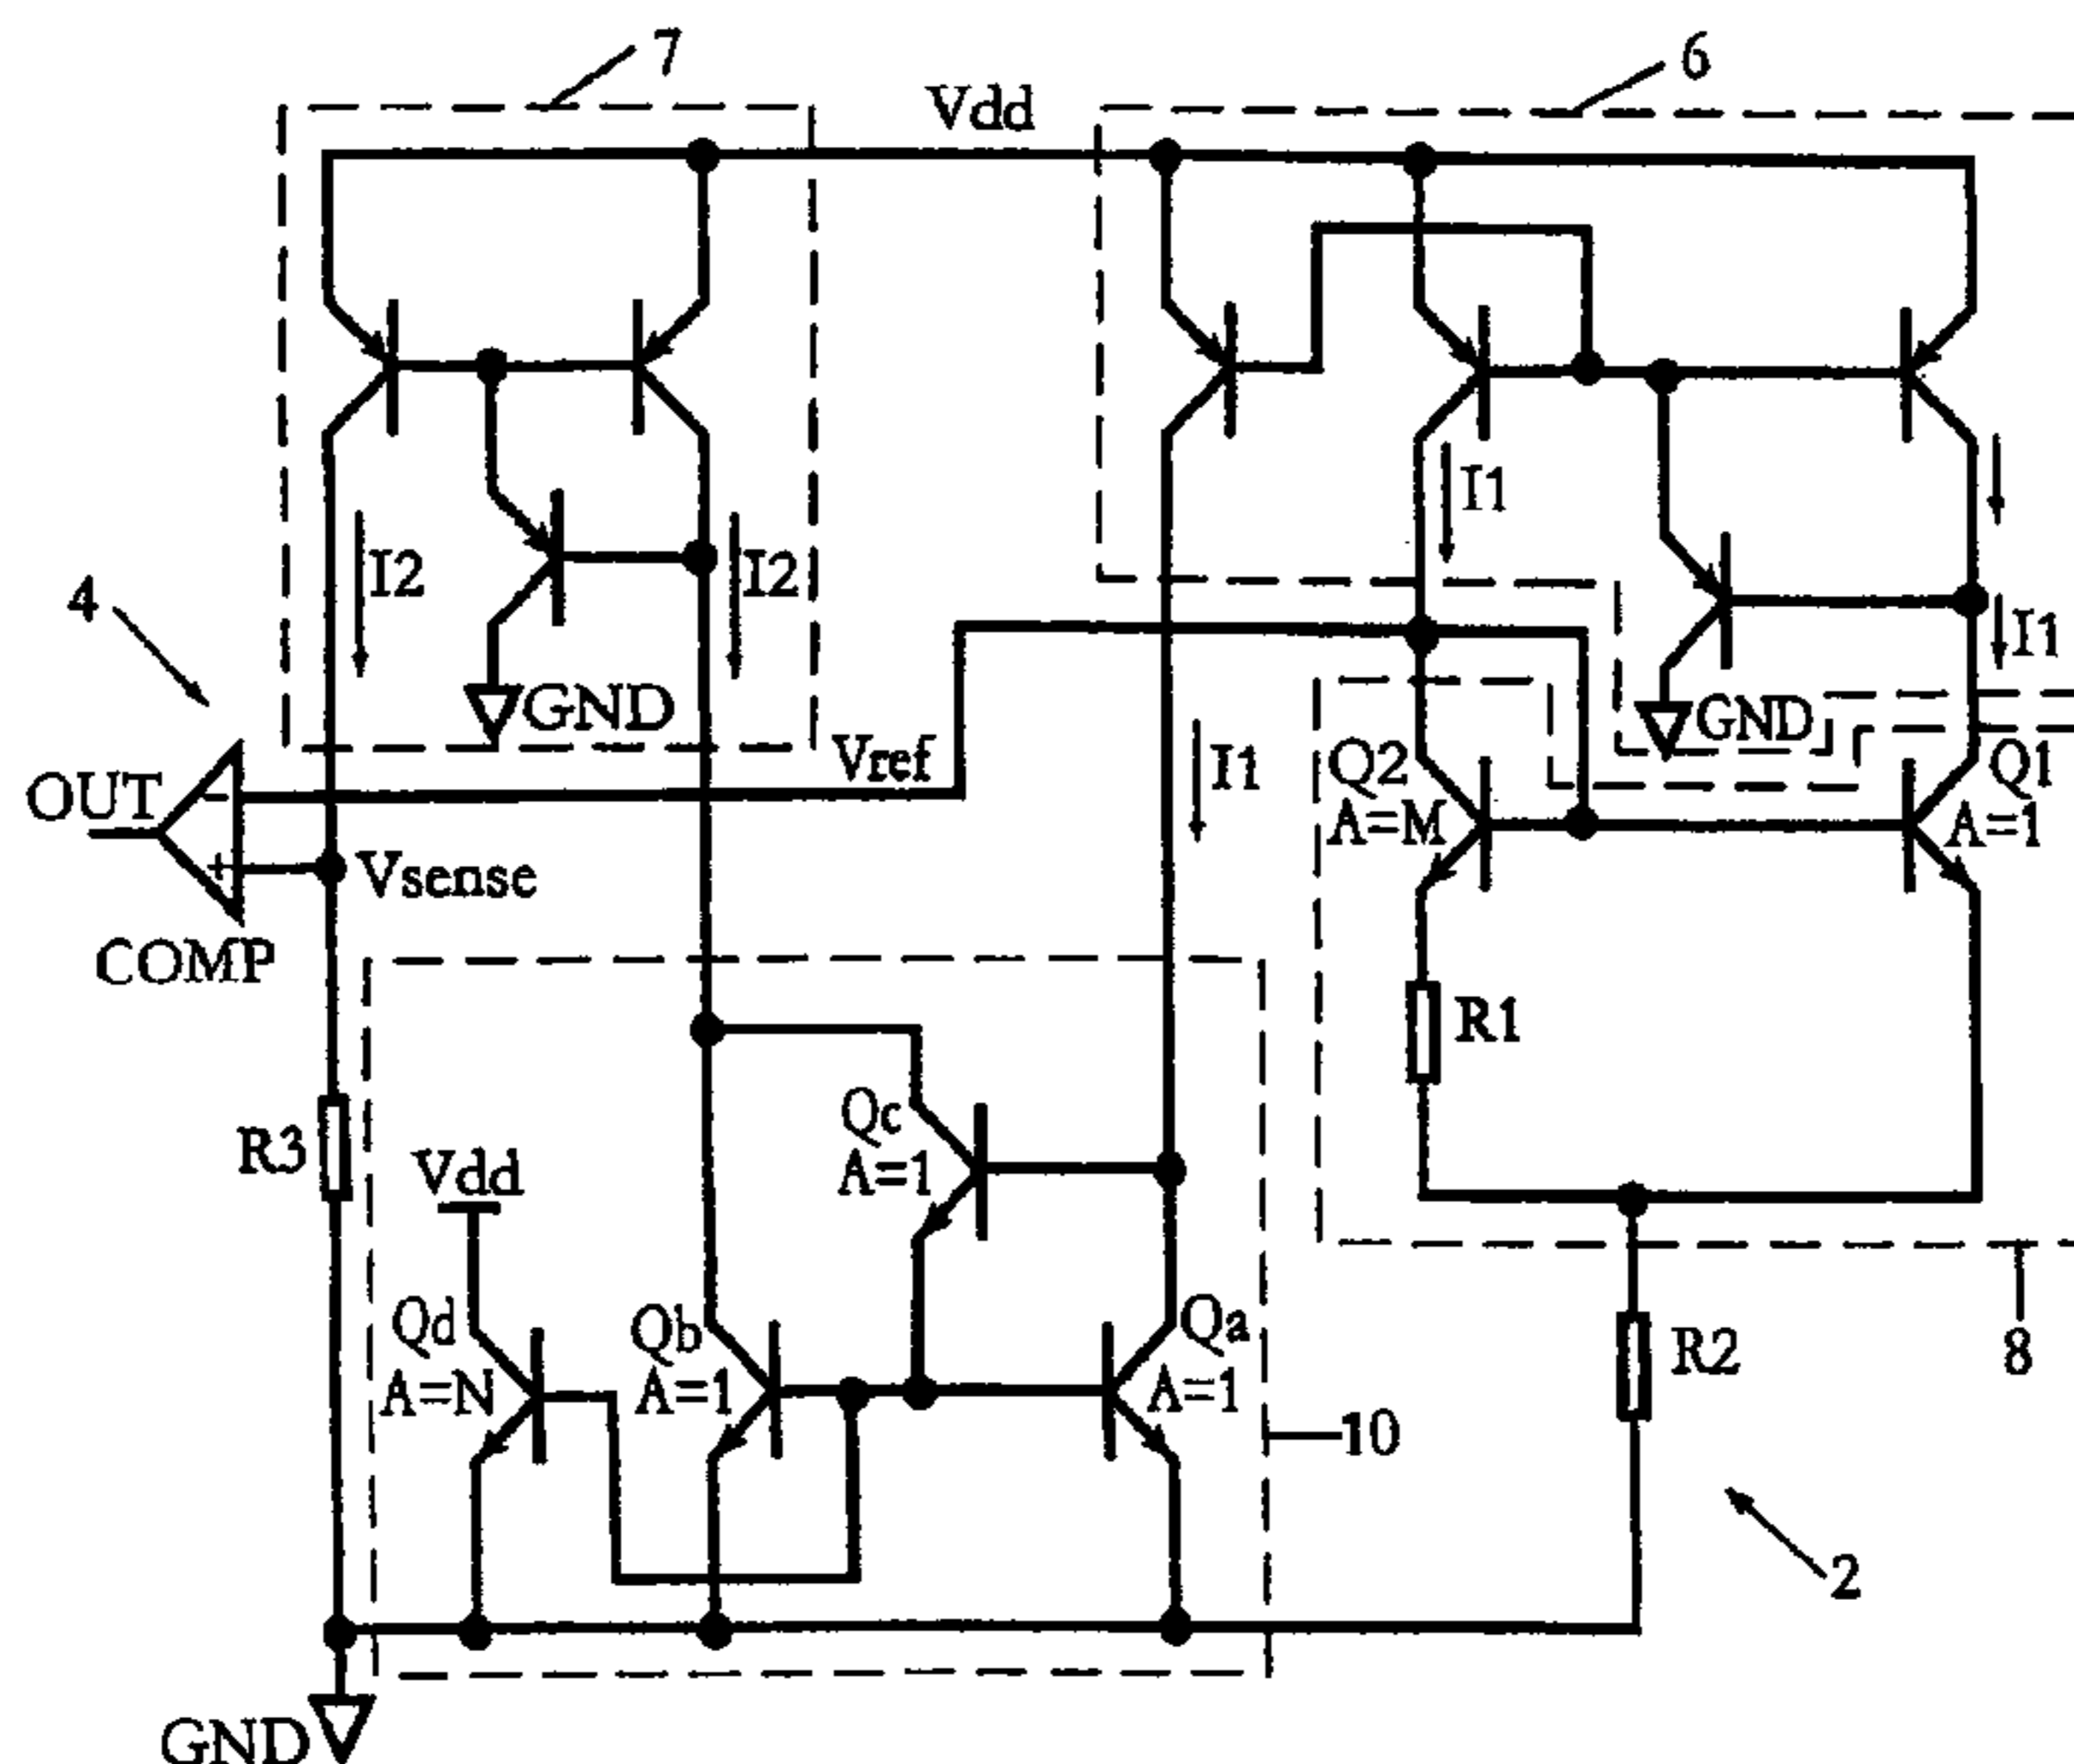 7
6
Vdd
I1
I2
I2
4
I1
GND
GND
Vref
Q2
Q1
OUT
-
I1
A=M
A=1
+
Vsense
COMP
R1
Qc
R3
Vdd
A=1
Qd
Qb
Qa
R2
8
A=N
A=1
A=1
10
2
GND